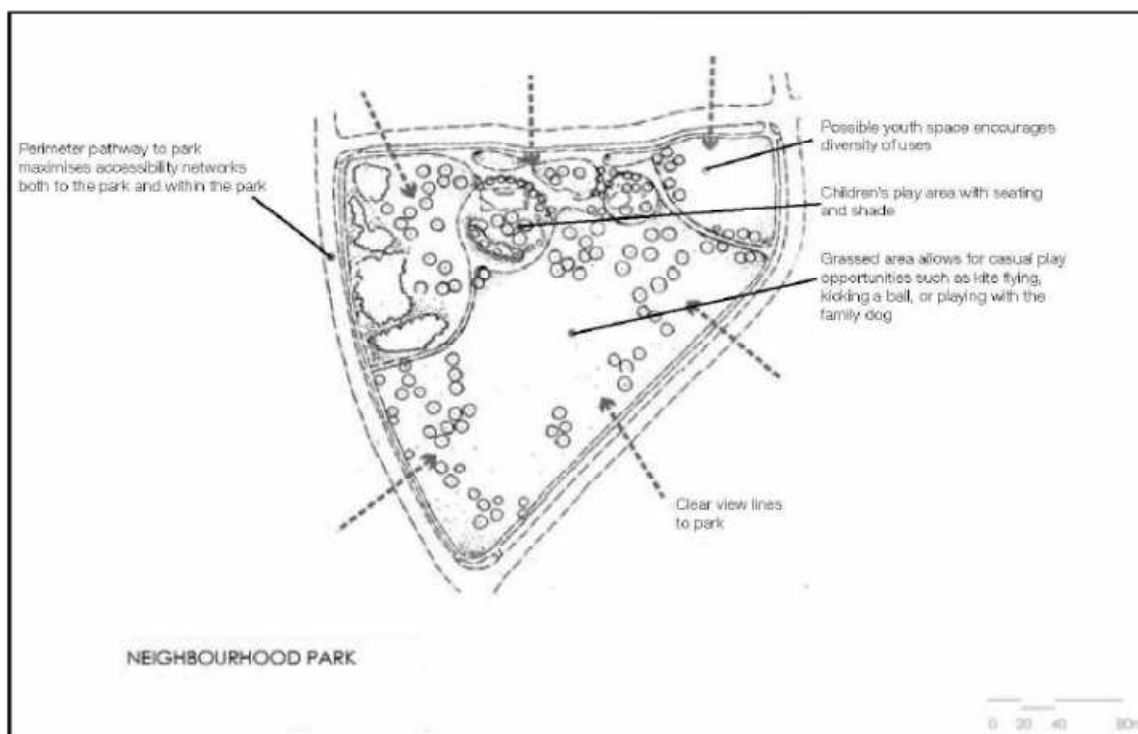 Perimeter pathway to park
maximises accessibility networks
both to the park and within the park
Possible youth space encourages
diversity of uses
Children's play area with seating
and shade
Grassed area allows for casual play
opportunities such as kite flying,
kicking a ball, or playing with the
family dog
Clear view lines
to park
NEIGHBOURHOOD PARK
0 20 40 80m